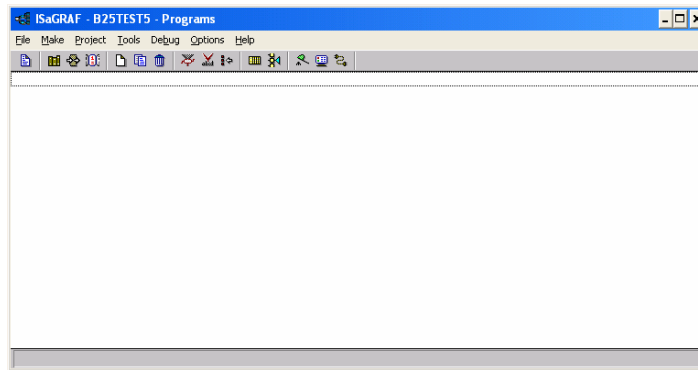 ISaGRAF - B25TEST5 - Programs
File Make Project Tools Debug Options Help